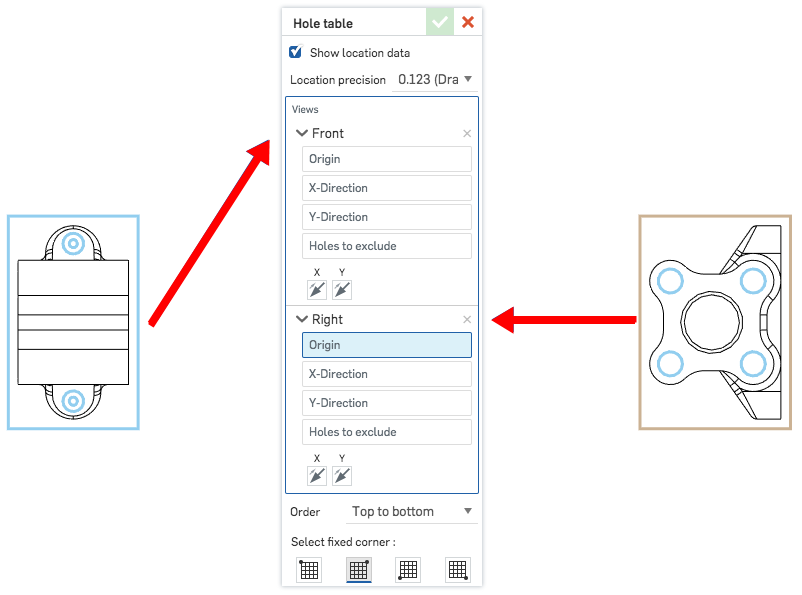 Hole table
Show location data
Location precision 0.123 (Dra
Views
Front
Origin
X-Direction
Y-Direction
Holes to exclude
X Y
Right
Origin
X-Direction
Y-Direction
Holes to exclude
X Y
Order Top to bottom
Select fixed corner :